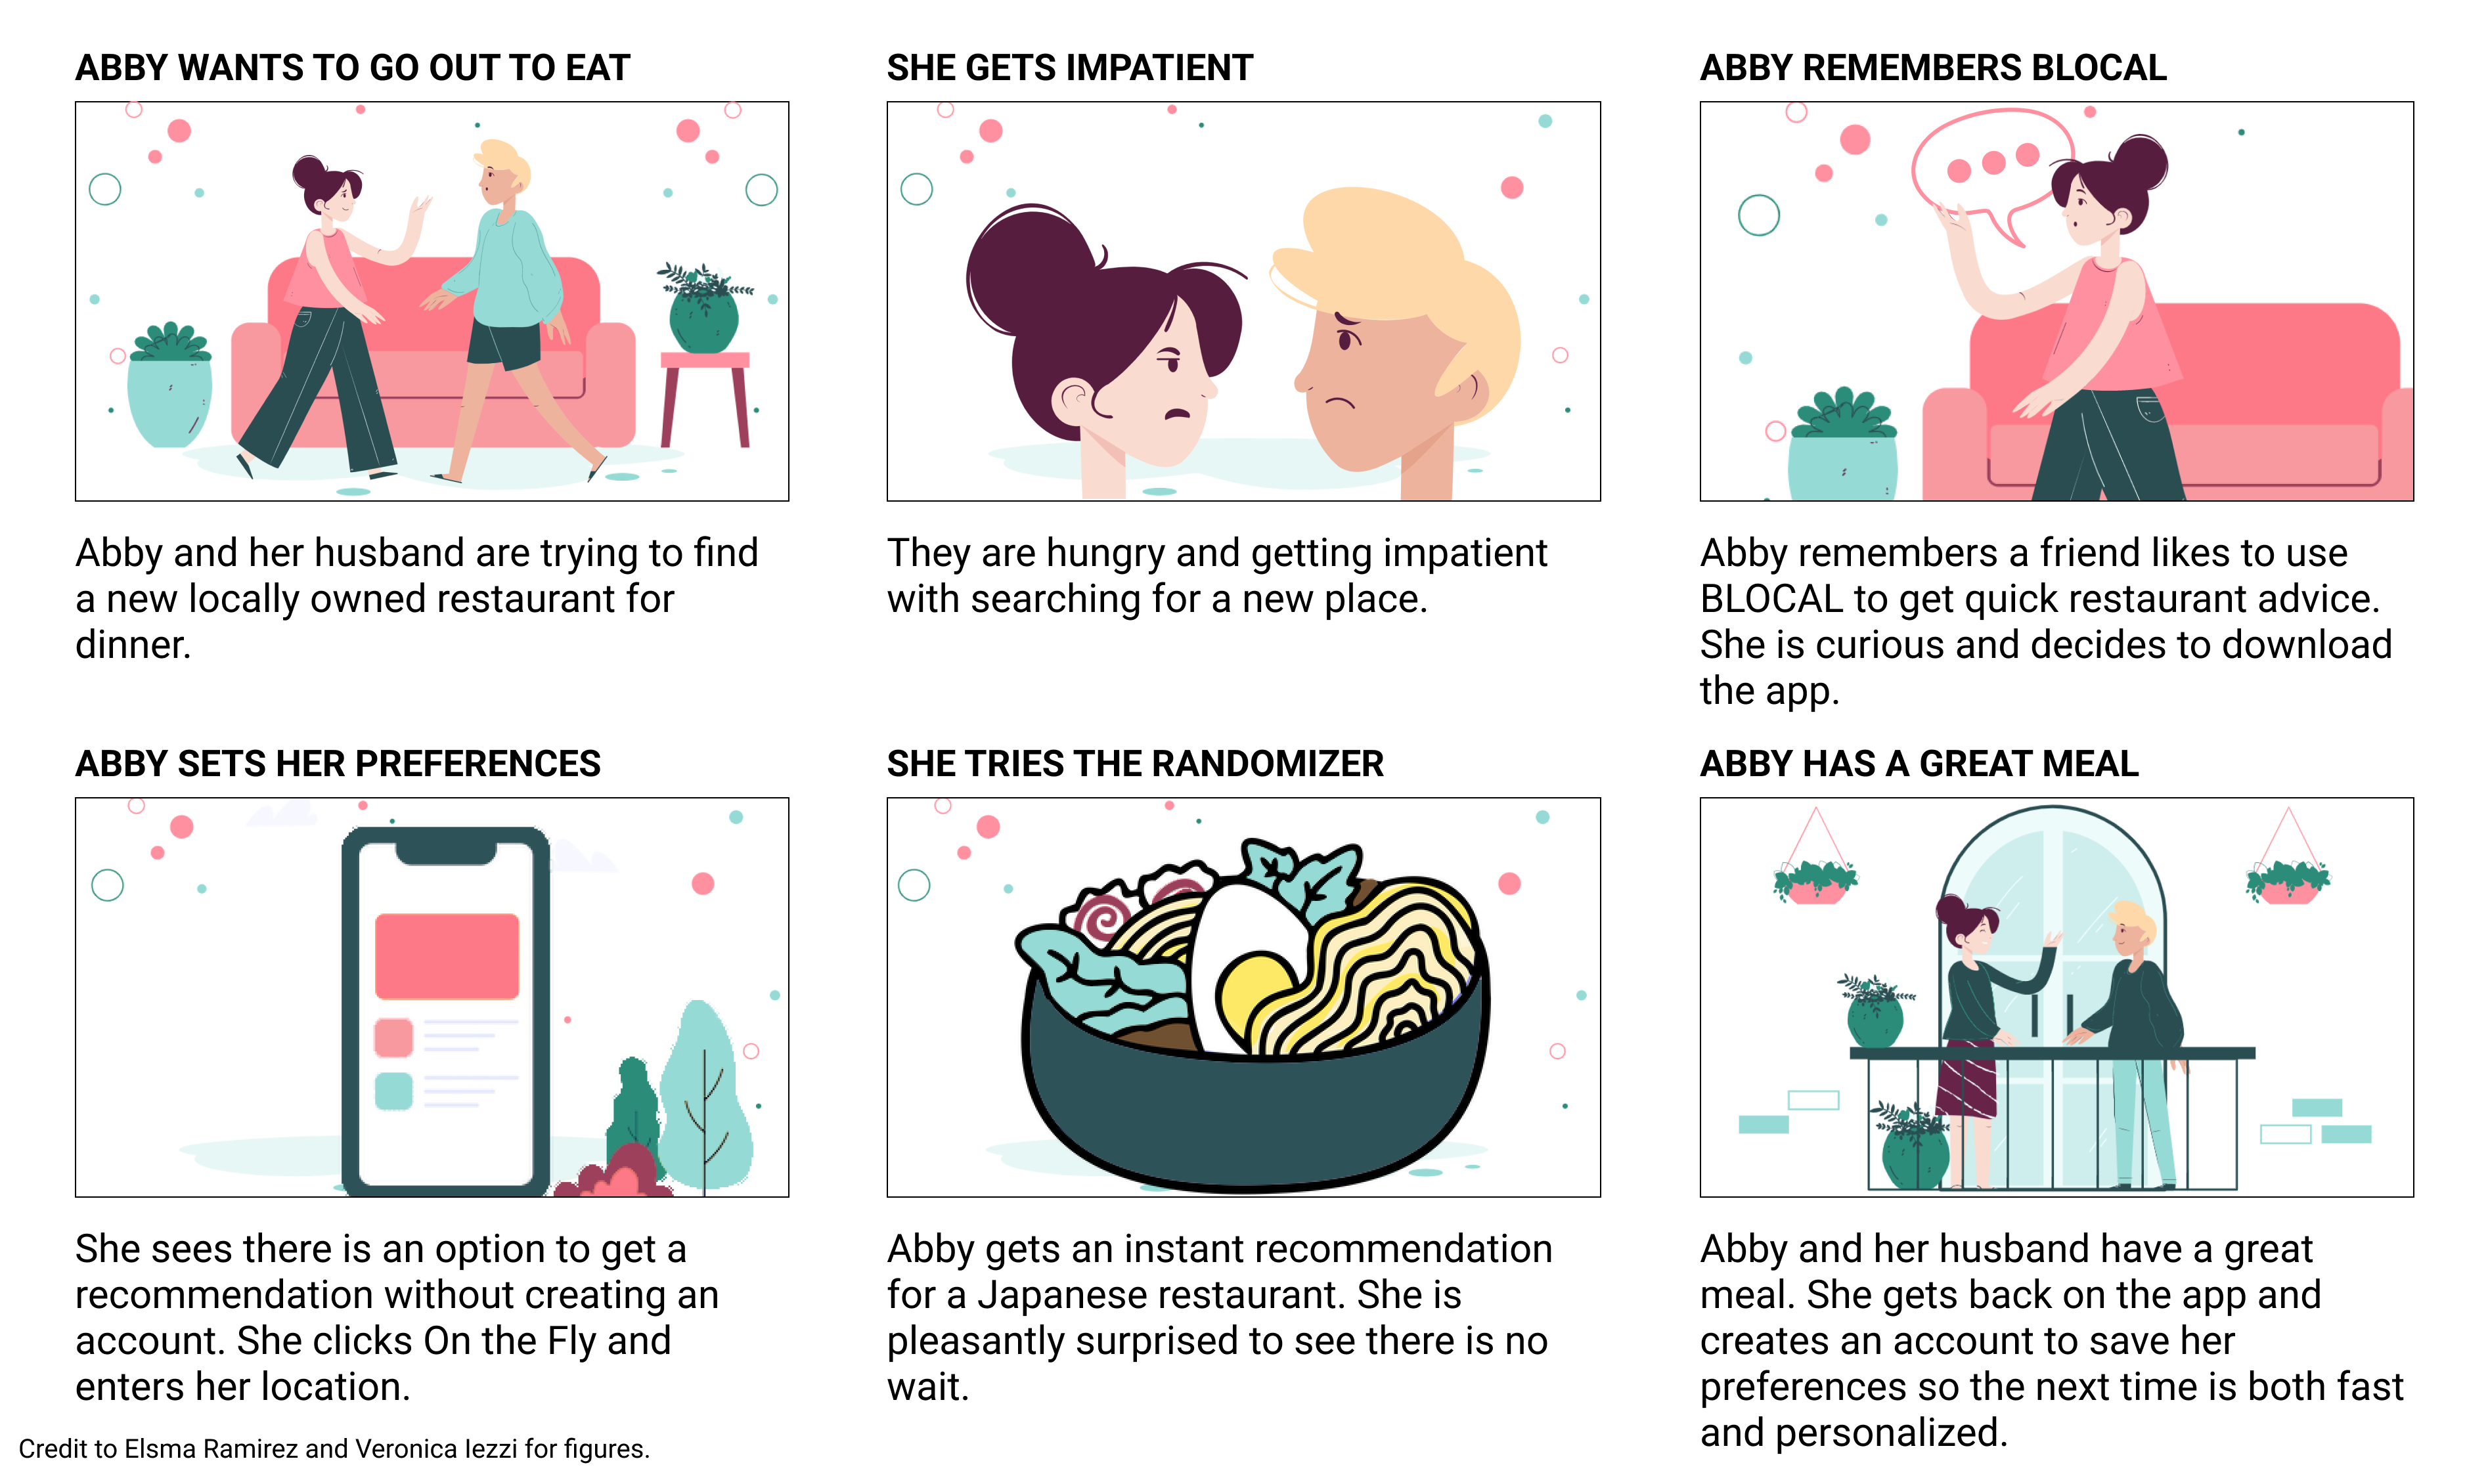 ABBY WANTS TO GO OUT TO EAT
Abby and her husband are trying to find
a new locally owned restaurant for
dinner.
SHE GETS IMPATIENT
They are hungry and getting impatient
with searching for a new place.
ABBY REMEMBERS BLOCAL
Abby remembers a friend likes to use
BLOCAL to get quick restaurant advice.
She is curious and decides to download
the app.
ABBY SETS HER PREFERENCES
She sees there is an option to get a
recommendation without creating an
account. She clicks On the Fly and
enters her location.
SHE TRIES THE RANDOMIZER
Abby gets an instant recommendation
for a Japanese restaurant. She is
pleasantly surprised to see there is no
wait.
ABBY HAS A GREAT MEAL
Abby and her husband have a great
meal. She gets back on the app and
creates an account to save her
preferences so the next time is both fast
and personalized.
Credit to Elsma Ramirez and Veronica Iezzi for figures.